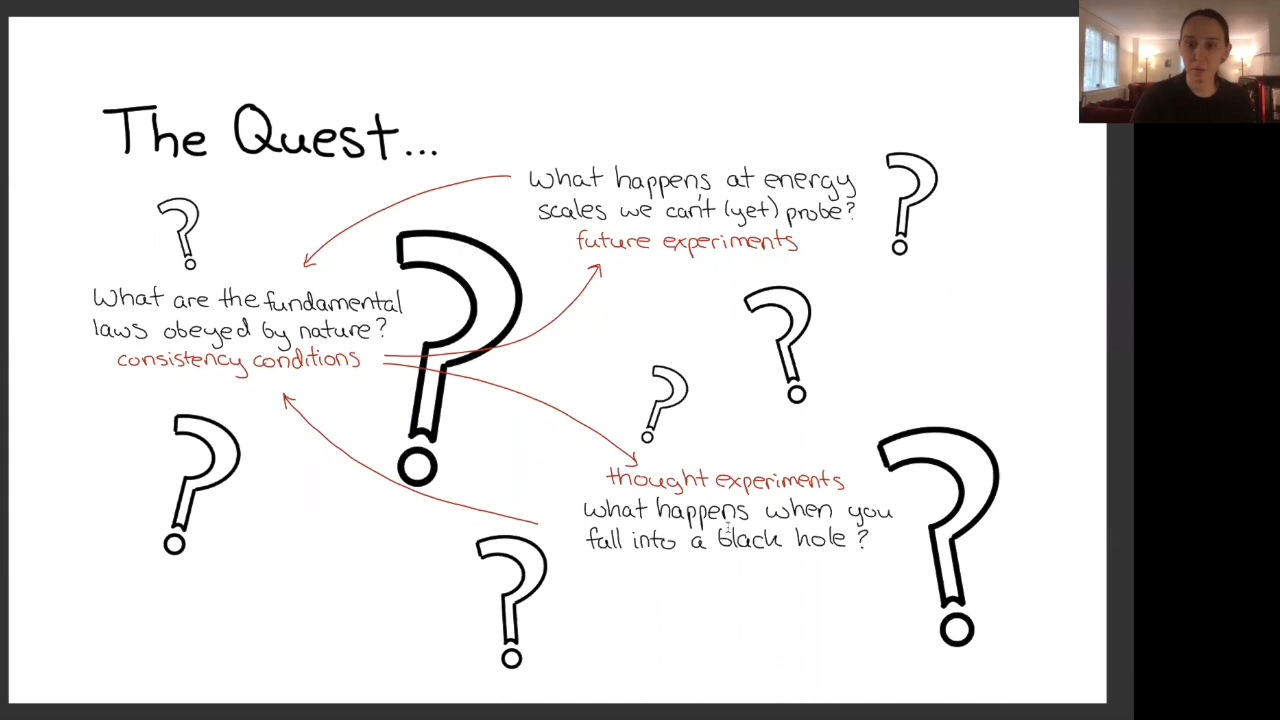 The Quest...
What happens at energy
scales we can't (yet) probe?
future experiments
What are the fundamental
laws obeyed by nature?
consistency conditions
thought experiments
What happens when you
fall into a black hole?